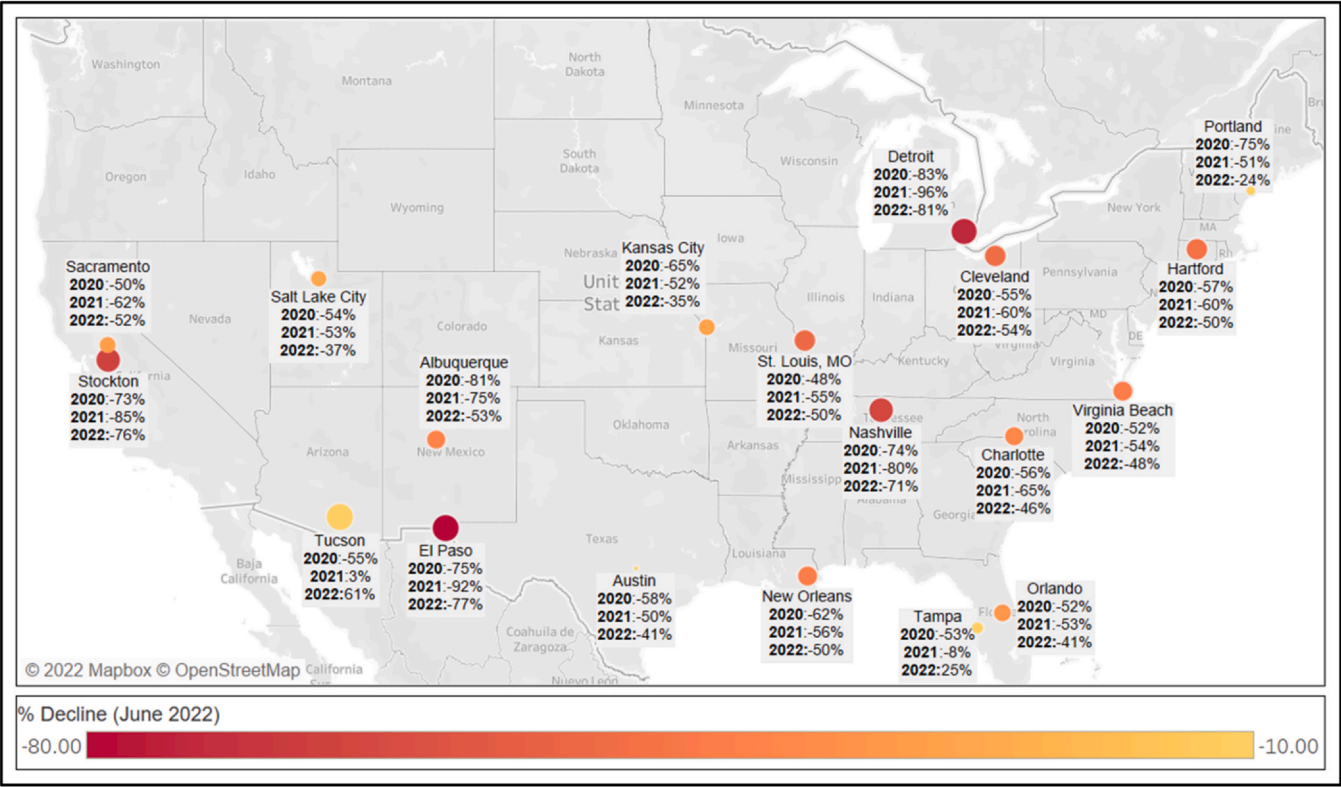 Washington
Montana
North
Dakota
Minnesota
Oregon
Idaho
South
Dakota
Wisconsin
Wyoming
Nebraska
Iowa
New York
MA
Pennsylvania
Nevada
Unit
Stat
Illinois
Indiana
MD
DE
Colorado
Kansas
Missouri
Kentucky
Virginia
Virginia
Arizona
New Mexico
Oklahoma
Arkansas
North
Mississipp
Alabama
Georgia
Texas
Louisiana
Baja
California
Coahuila de
Zaragoza
Nuevo León
California
Portland
2020:-75%
2021:-51%
2022:-24%
Detroit
2020:-83%
2021:-96%
2022:-81%
Kansas City
2020:-65%
2021:-52%
2022:-35%
Sacramento
2020:-50%
2021:-62%
2022:-52%
Salt Lake City
2020:-54%
2021:-53%
2022:-37%
Cleveland
2020:-55%
2021:-60%
2022:-54%
Hartford
2020:-57%
2021:-60%
2022:-50%
Stockton
2020:-73%
2021:-85%
2022:-76%
Albuquerque
2020:-81%
2021:-75%
2022:-53%
St. Louis, MO
2020:-48%
2021:-55%
2022:-50%
Nashville
2020:-74%
2021:-80%
2022:-71%
Virginia Beach
2020:-52%
2021:-54%
2022:-48%
Charlotte
2020:-56%
2021:-65%
2022:-46%
Tucson
2020:-55%
2021:3%
2022:61%
El Paso
2020:-75%
2021:-92%
2022:-77%
Austin
2020:-58%
2021:-50%
2022:-41%
New Orleans
2020:-62%
2021:-56%
2022:-50%
Tampa
2020:-53%
2021:-8%
2022:25%
Orlando
2020:-52%
2021:-53%
2022:-41%
© 2022 Mapbox © OpenStreetMap
% Decline (June 2022)
-80.00
-10.00